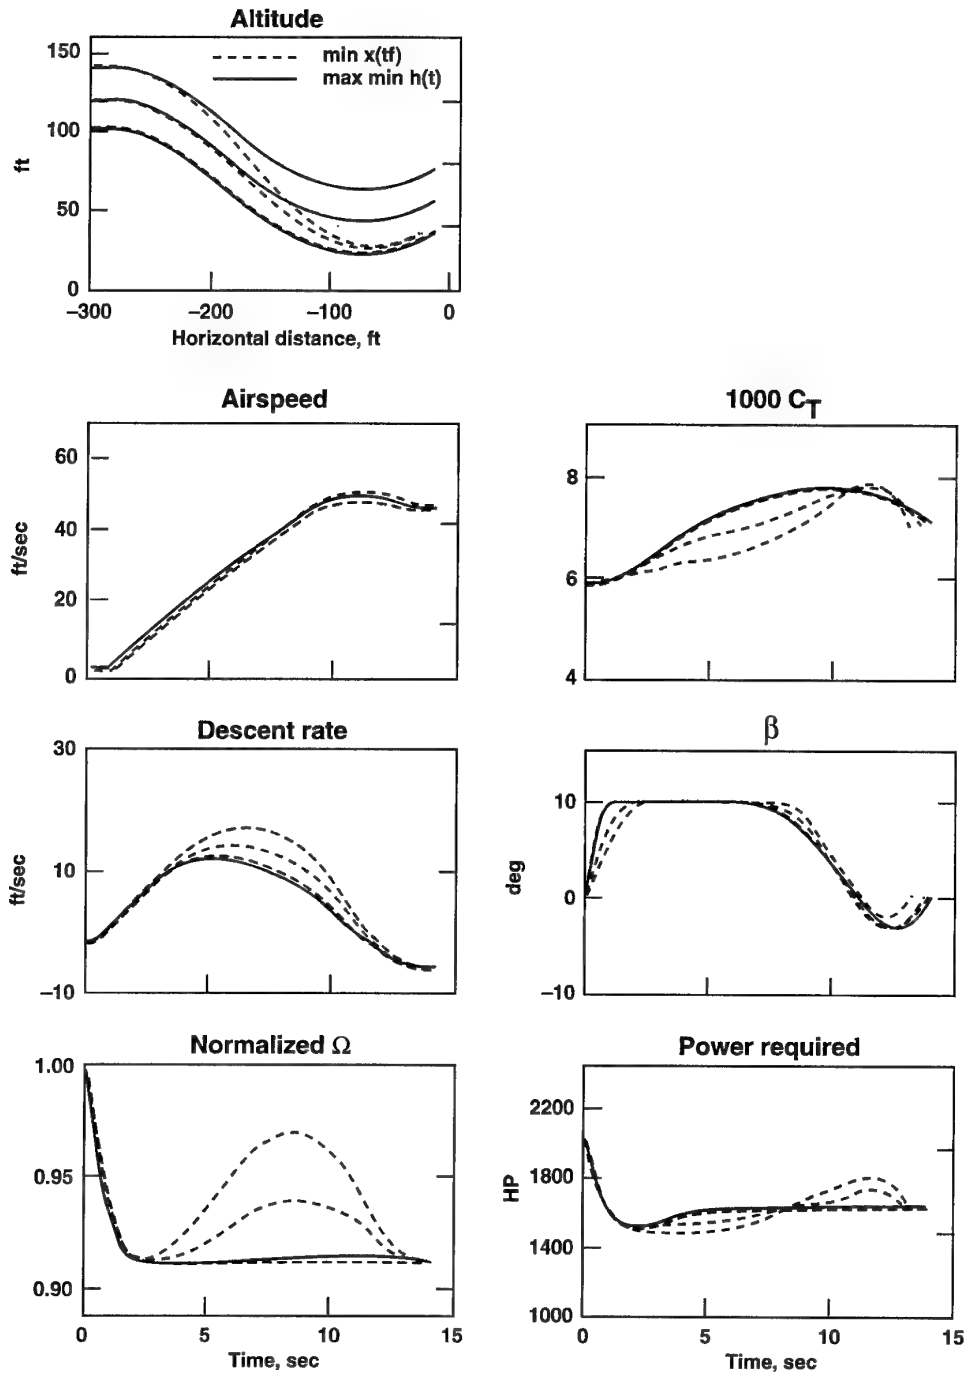 Altitude
150
min x(tf)
max min h(t)
100
ft
50
0
−300 −200 −100 0
Horizontal distance, ft
Airspeed
60
40
ft/sec
20
0
1000 CT
8
6
4
Descent rate
30
10
ft/sec
−10
β
10
deg
0
−10
Normalized Ω
1.00
0.95
0.90
0 5 10 15
Time, sec
Power required
2200
1800
HP
1400
1000
0 5 10 15
Time, sec